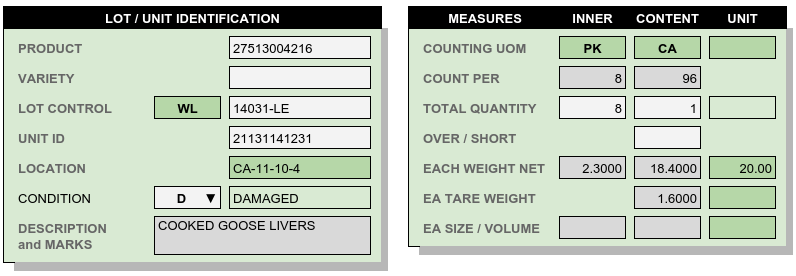 LOT / UNIT IDENTIFICATION
PRODUCT 27513004216
VARIETY
LOT CONTROL WL 14031-LE
UNIT ID 21131141231
LOCATION CA-11-10-4
CONDITION D ▼ DAMAGED
DESCRIPTION and MARKS COOKED GOOSE LIVERS
MEASURES INNER CONTENT UNIT
COUNTING UOM PK CA
COUNT PER 8 96
TOTAL QUANTITY 8 1
OVER / SHORT
EACH WEIGHT NET 2.3000 18.4000 20.00
EA TARE WEIGHT 1.6000
EA SIZE / VOLUME